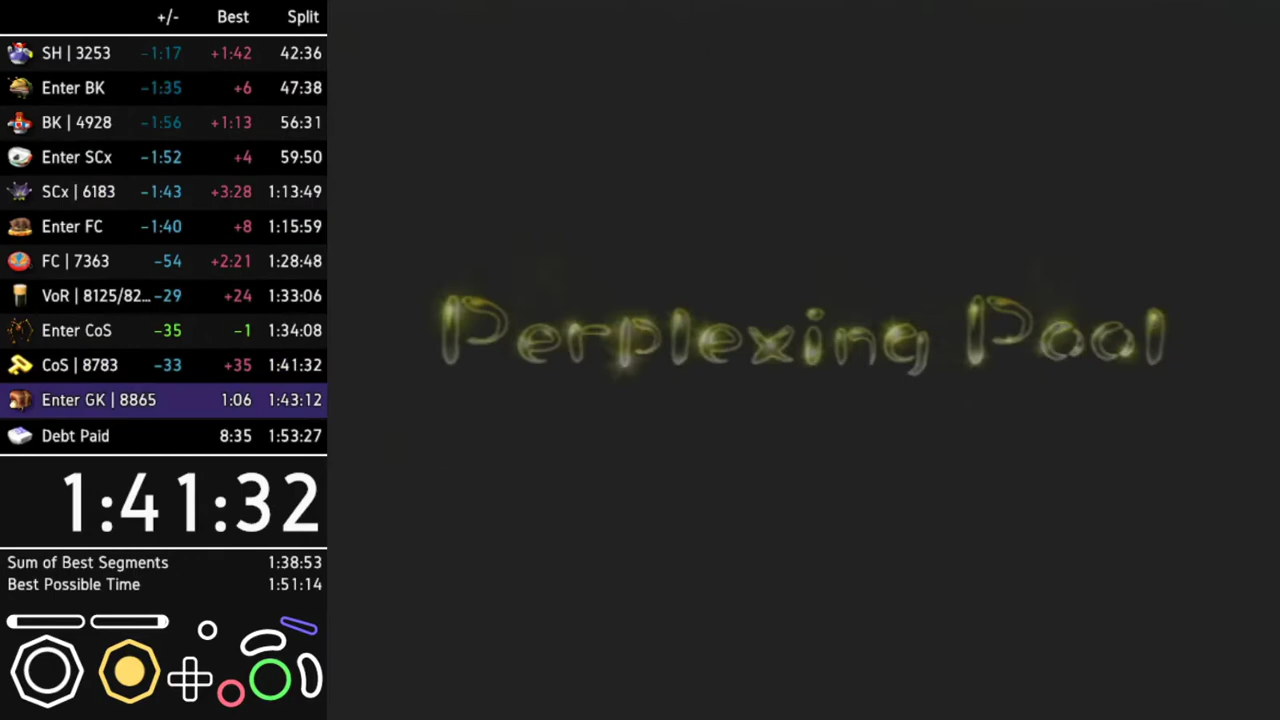 +/- Best Split
SH | 3253 -1:17 +1:42 42:36
Enter BK -1:35 +6 47:38
BK | 4928 -1:56 +1:13 56:31
Enter SCx -1:52 +4 59:50
SCx | 6183 -1:43 +3:28 1:13:49
Enter FC -1:40 +8 1:15:59
FC | 7363 -54 +2:21 1:28:48
VoR | 8125/82... -29 +24 1:33:06
Enter CoS -35 -1 1:34:08
CoS | 8783 -33 +35 1:41:32
Enter GK | 8865 1:06 1:43:12
Debt Paid 8:35 1:53:27
1:41:32
Sum of Best Segments 1:38:53
Best Possible Time 1:51:14
Perplexing Pool